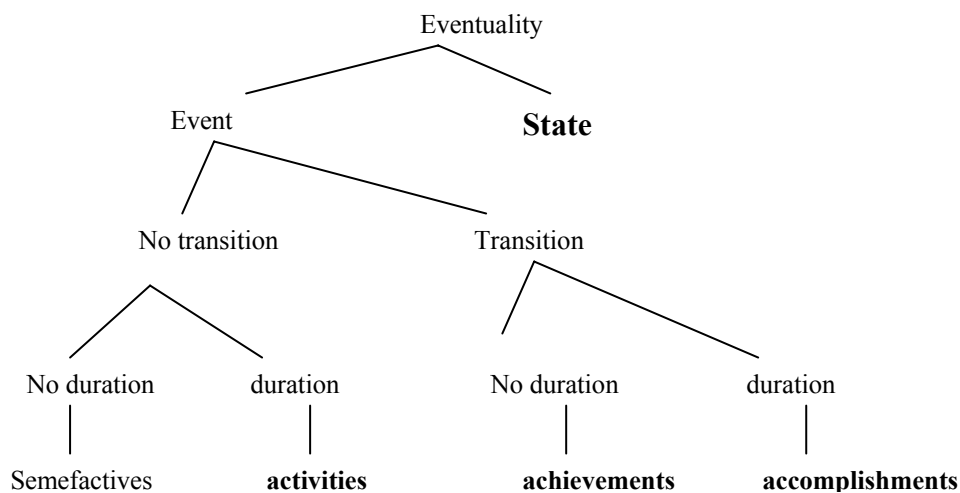 Eventuality
Event State
No transition Transition
No duration duration No duration duration
Semefactives activities achievements accomplishments